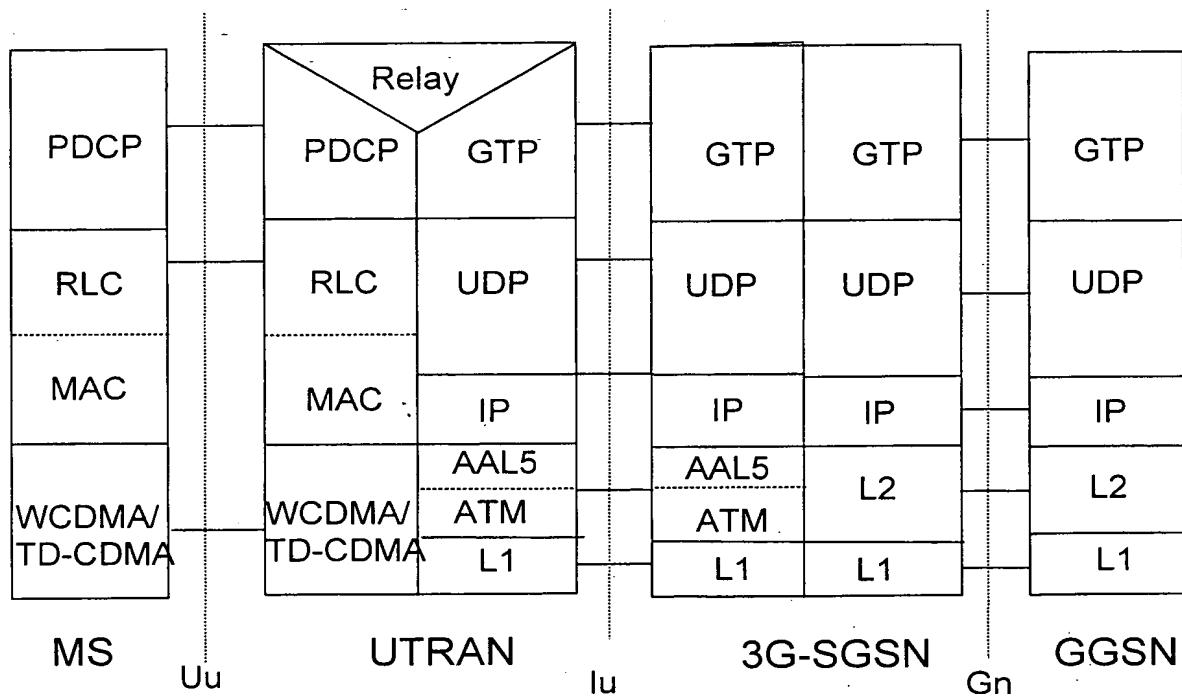 Relay
PDCP
PDCP
GTP
GTP
GTP
GTP
RLC
RLC
UDP
UDP
UDP
UDP
MAC
MAC
IP
IP
IP
IP
AAL5
AAL5
WCDMA/
TD-CDMA
WCDMA/
TD-CDMA
ATM
ATM
L2
L2
L1
L1
L1
L1
MS
UTRAN
3G-SGSN
GGSN
Uu
Iu
Gn